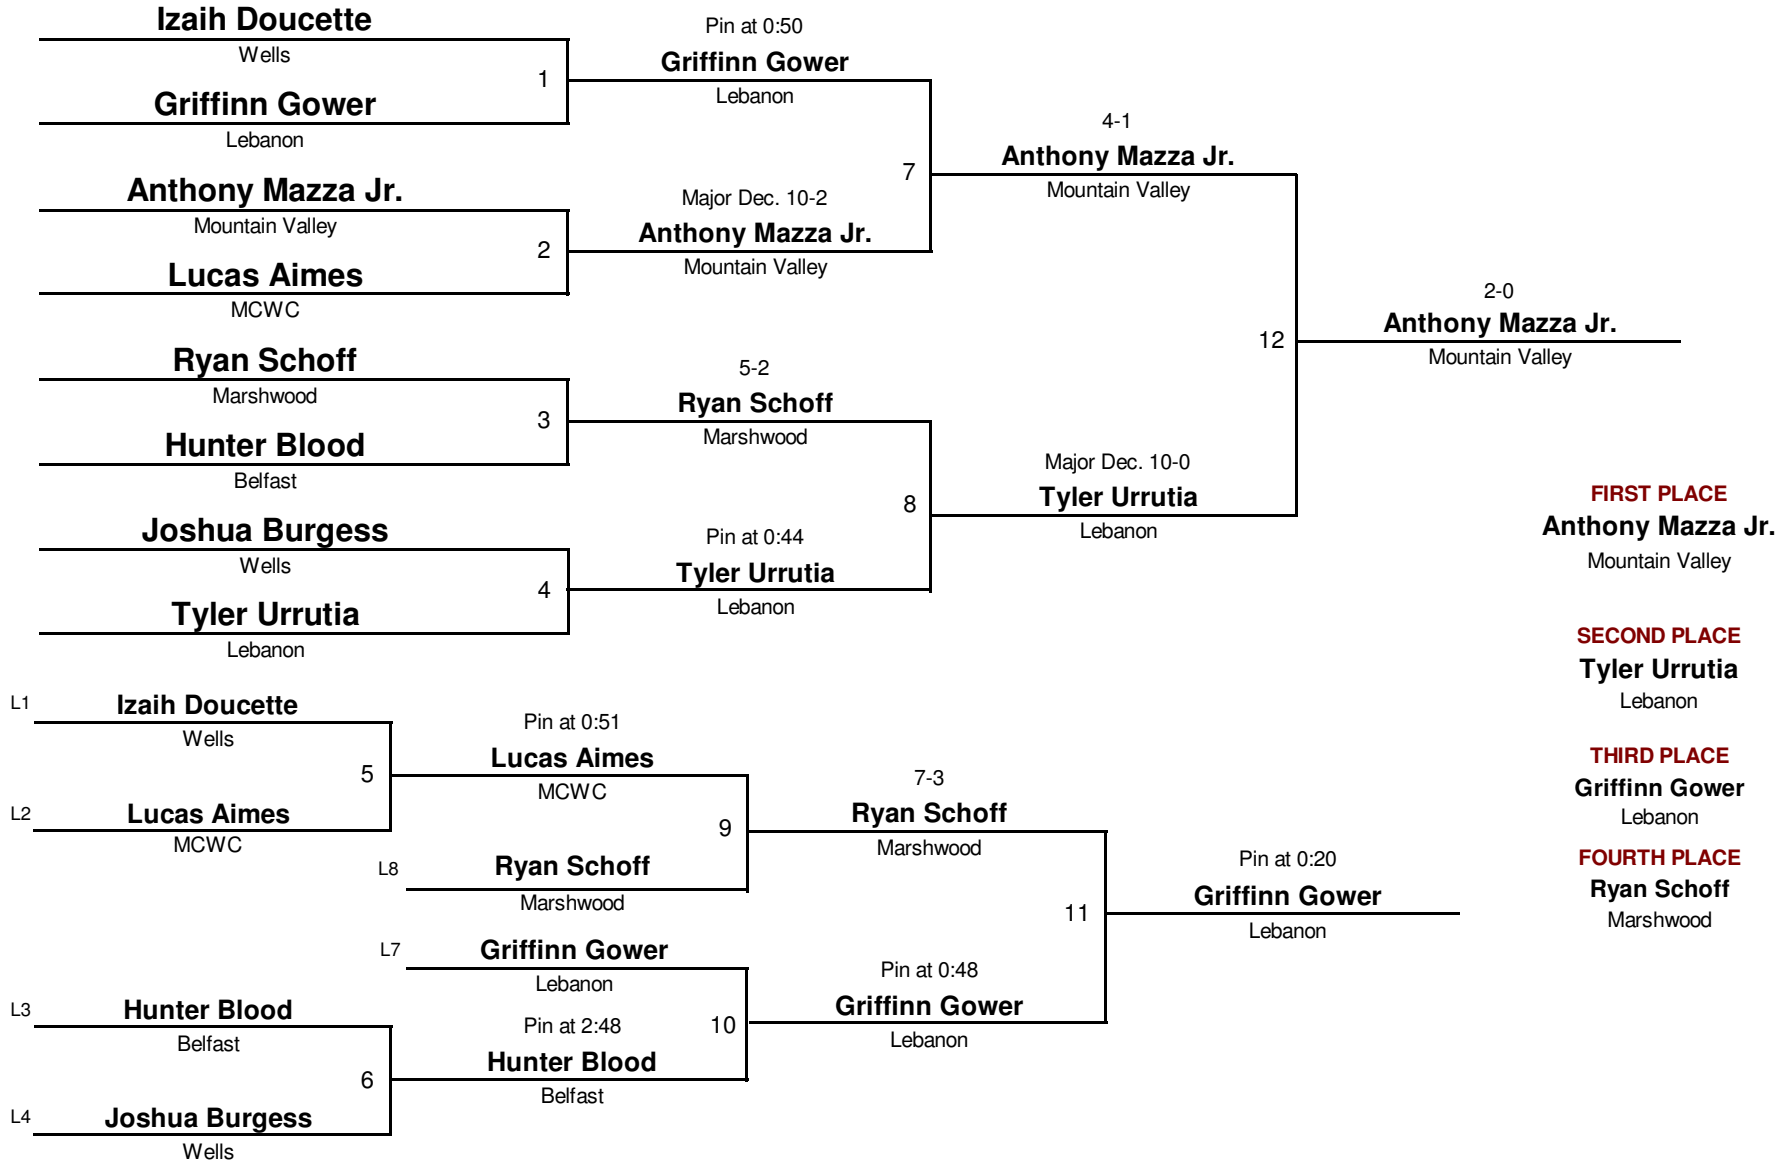 Izaih Doucette
Wells
1
Griffinn Gower
Lebanon
Pin at 0:50
Griffinn Gower
Lebanon
Anthony Mazza Jr.
Mountain Valley
2
Lucas Aimes
MCWC
Major Dec. 10-2
Anthony Mazza Jr.
Mountain Valley
7
4-1
Anthony Mazza Jr.
Mountain Valley
Ryan Schoff
Marshwood
3
Hunter Blood
Belfast
5-2
Ryan Schoff
Marshwood
Joshua Burgess
Wells
4
Tyler Urrutia
Lebanon
Pin at 0:44
Tyler Urrutia
Lebanon
8
Major Dec. 10-0
Tyler Urrutia
Lebanon
12
2-0
Anthony Mazza Jr.
Mountain Valley
FIRST PLACE
Anthony Mazza Jr.
Mountain Valley
SECOND PLACE
Tyler Urrutia
Lebanon
THIRD PLACE
Griffinn Gower
Lebanon
FOURTH PLACE
Ryan Schoff
Marshwood
L1
Izaih Doucette
Wells
5
L2
Lucas Aimes
MCWC
Pin at 0:51
Lucas Aimes
MCWC
9
L8
Ryan Schoff
Marshwood
7-3
Ryan Schoff
Marshwood
L7
Griffinn Gower
Lebanon
L3
Hunter Blood
Belfast
6
L4
Joshua Burgess
Wells
Pin at 2:48
Hunter Blood
Belfast
10
Pin at 0:48
Griffinn Gower
Lebanon
11
Pin at 0:20
Griffinn Gower
Lebanon